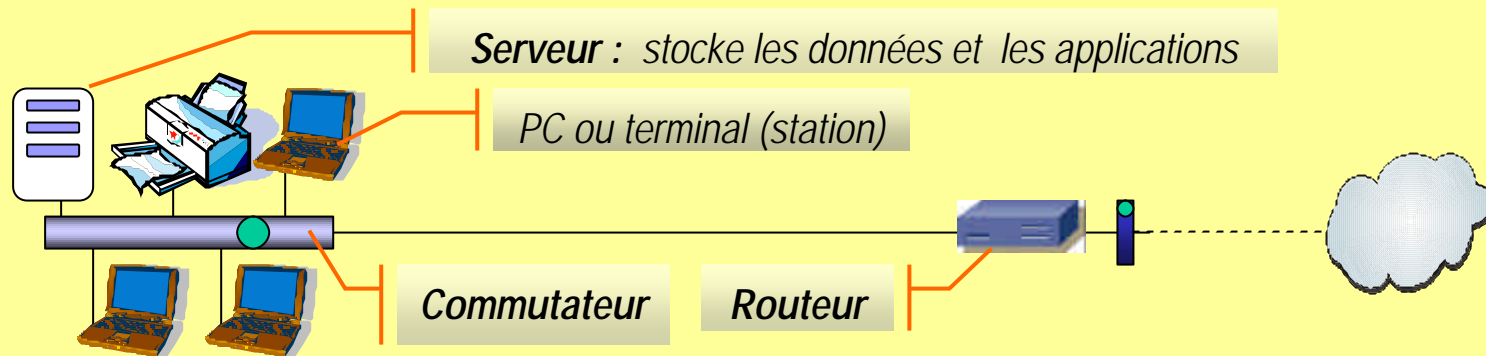 Serveur : stocke les données et les applications
PC ou terminal (station)
Commutateur
Routeur